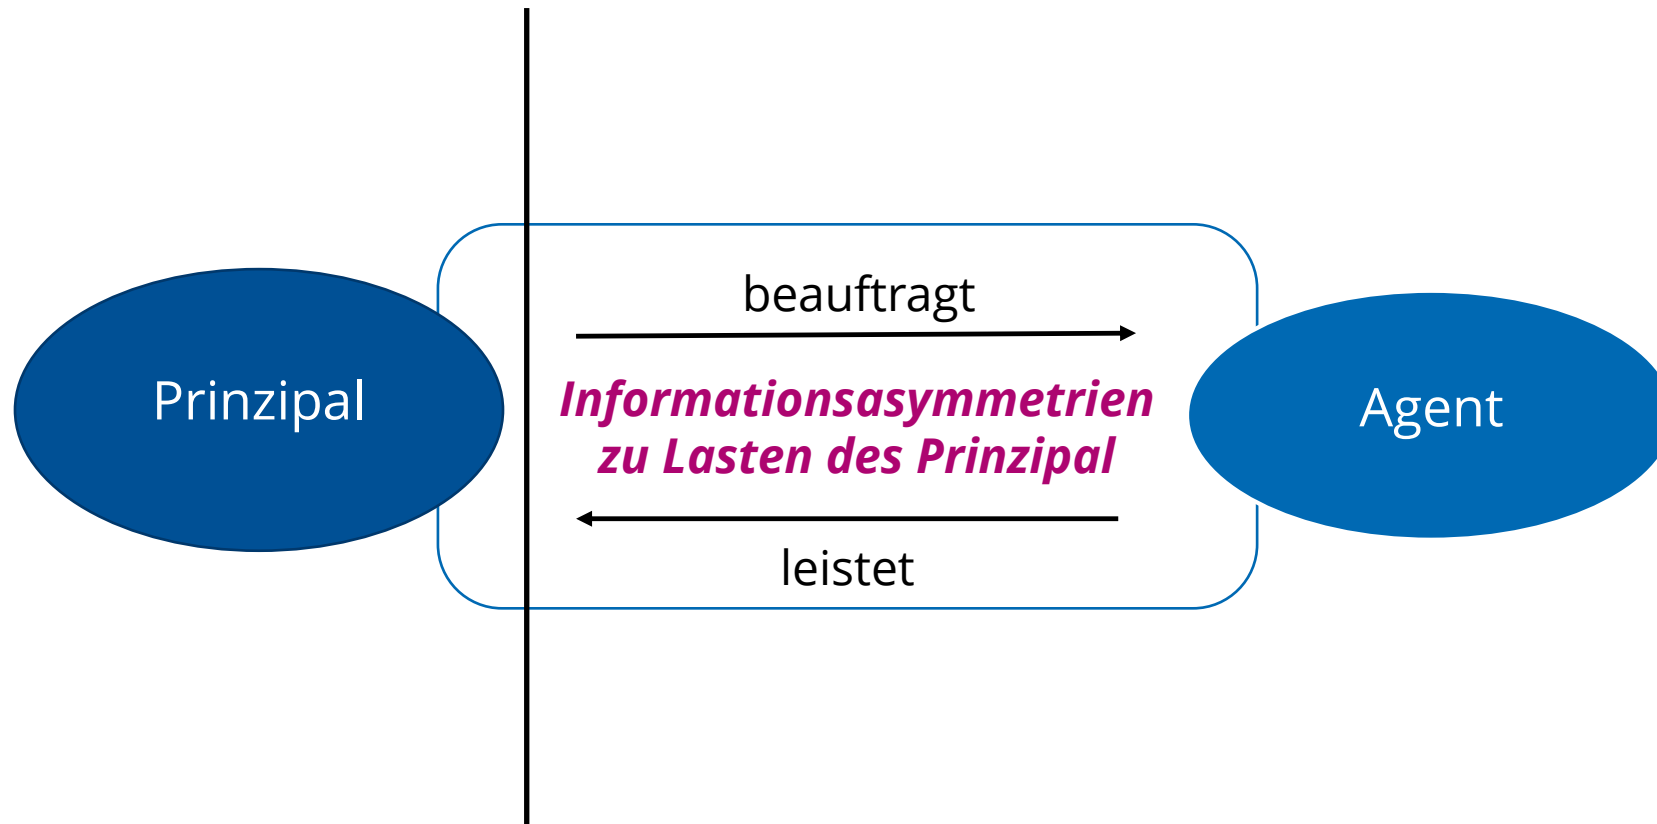 beauftragt
Prinzipal
Informationsasymmetrien
zu Lasten des Prinzipal
Agent
leistet